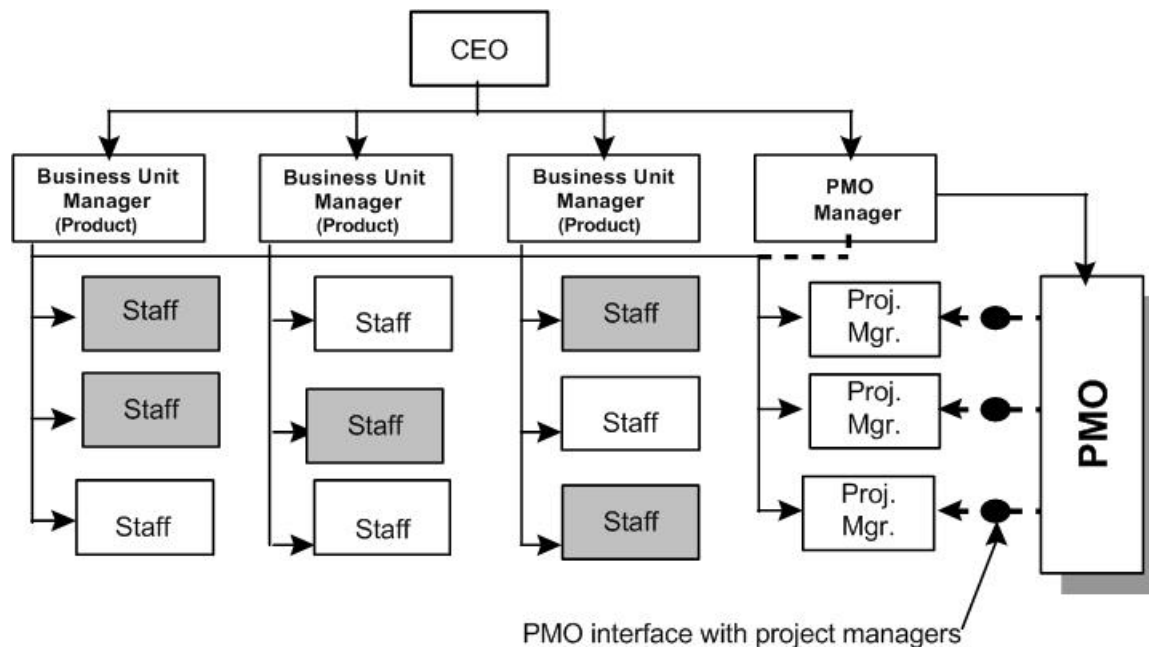 CEO
Business Unit
Manager
(Product)
Business Unit
Manager
(Product)
Business Unit
Manager
(Product)
PMO
Manager
Staff
Staff
Staff
Proj.
Mgr.
Staff
Staff
Staff
Proj.
Mgr.
Staff
Staff
Staff
Proj.
Mgr.
PMO
PMO interface with project managers